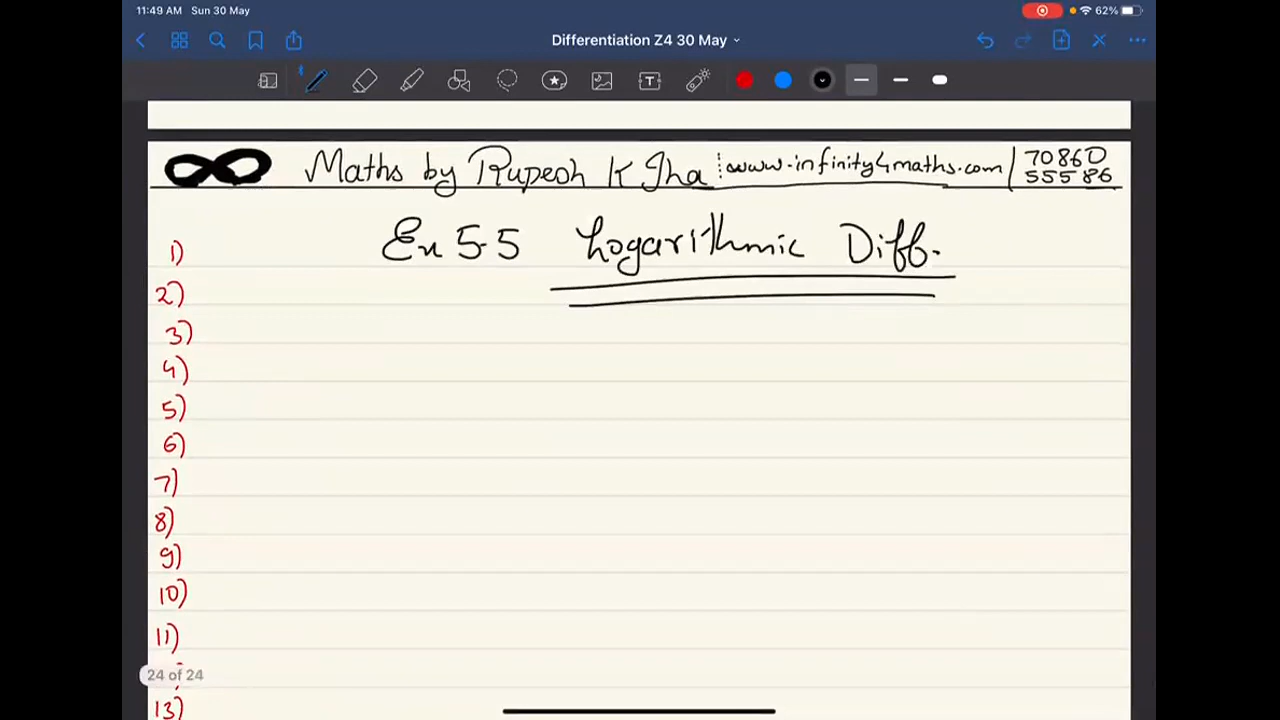 11:49 AM Sun 30 May 62%
Differentiation Z4 30 May
Maths by Rupesh K Jha www.infinity4maths.com 70860 55586
Ex 5.5 Logarithmic Diff.
1)
2)
3)
4)
5)
6)
7)
8)
9)
10)
11)
24 of 24
13)